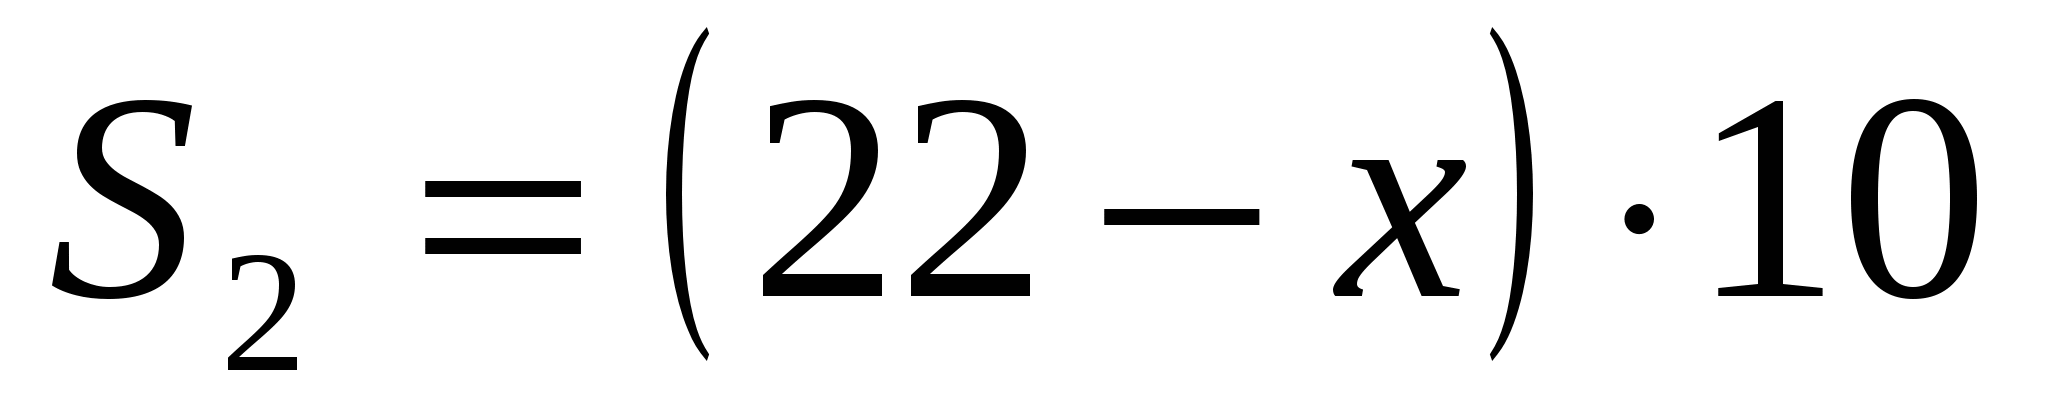 S₂ = (22 − x) · 10